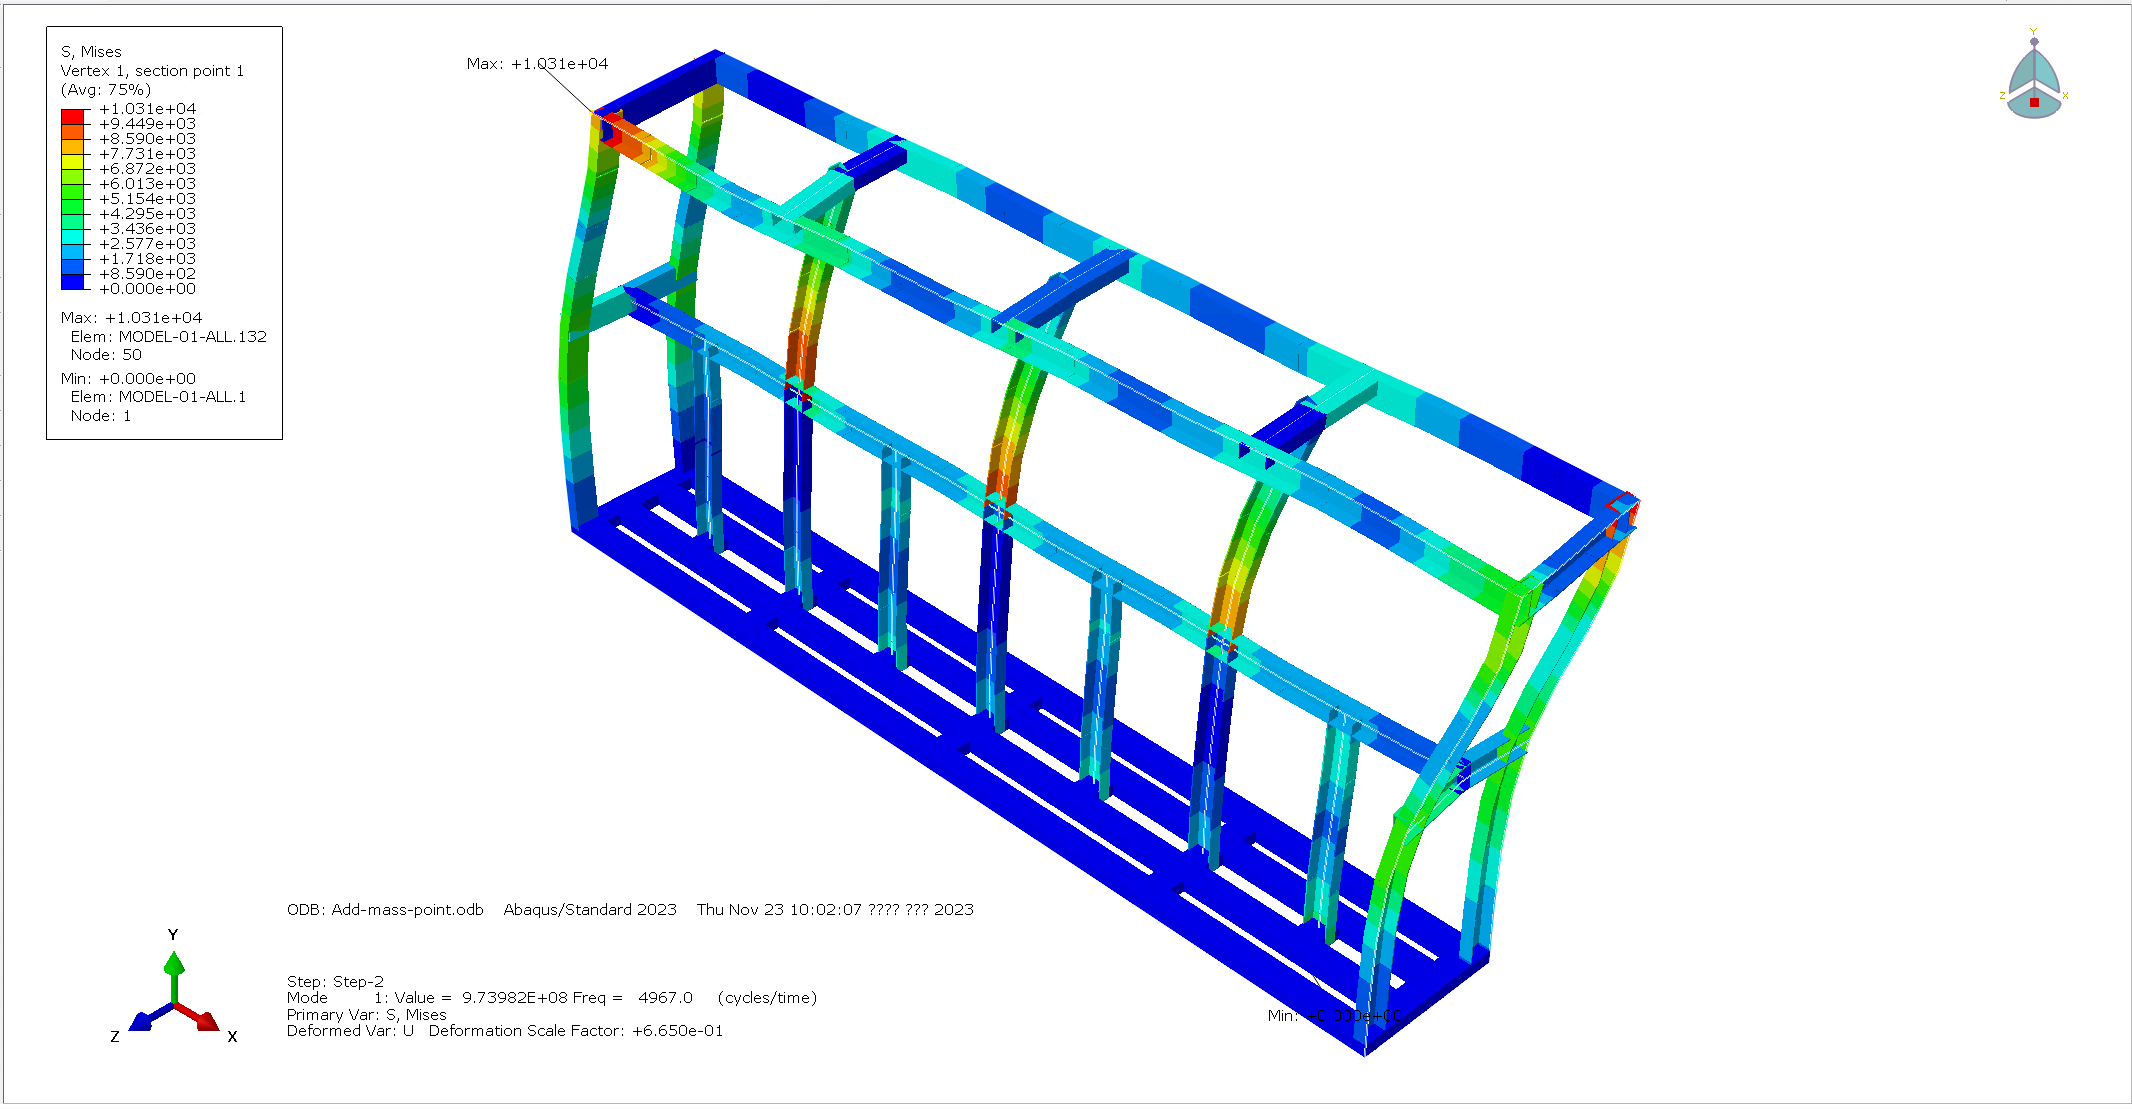 S, Mises
Vertex 1, section point 1
(Avg: 75%)
+1.031e+04
+9.449e+03
+8.590e+03
+7.731e+03
+6.872e+03
+6.013e+03
+5.154e+03
+4.295e+03
+3.436e+03
+2.577e+03
+1.718e+03
+8.590e+02
+0.000e+00
Max: +1.031e+04
Elem: MODEL-01-ALL.132
Node: 50
Min: +0.000e+00
Elem: MODEL-01-ALL.1
Node: 1
Max: +1.031e+04
Y
Z
X
ODB: Add-mass-point.odb    Abaqus/Standard 2023    Thu Nov 23 10:02:07 ???? ??? 2023
Y
Z
X
Step: Step-2
Mode         1: Value =  9.73982E+08 Freq =   4967.0     (cycles/time)
Primary Var: S, Mises
Deformed Var: U   Deformation Scale Factor: +6.650e-01
Min: +0.000e+00